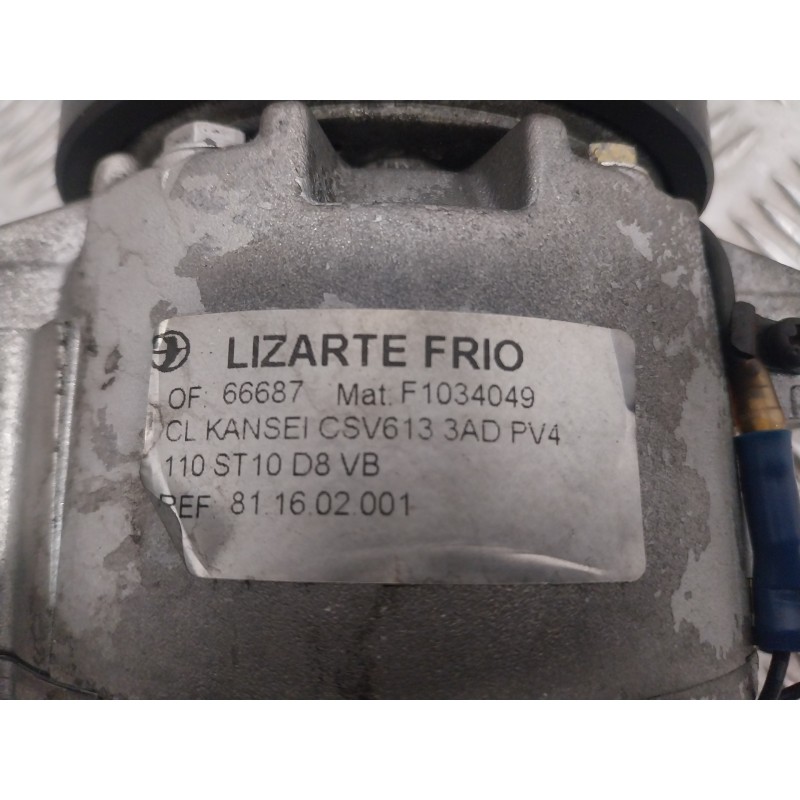 LIZARTE FRIO
OF: 66687 Mat. F1034049
CL KANSEI CSV613 3AD PV4
110 ST10 D8 VB
REF 81.16.02.001